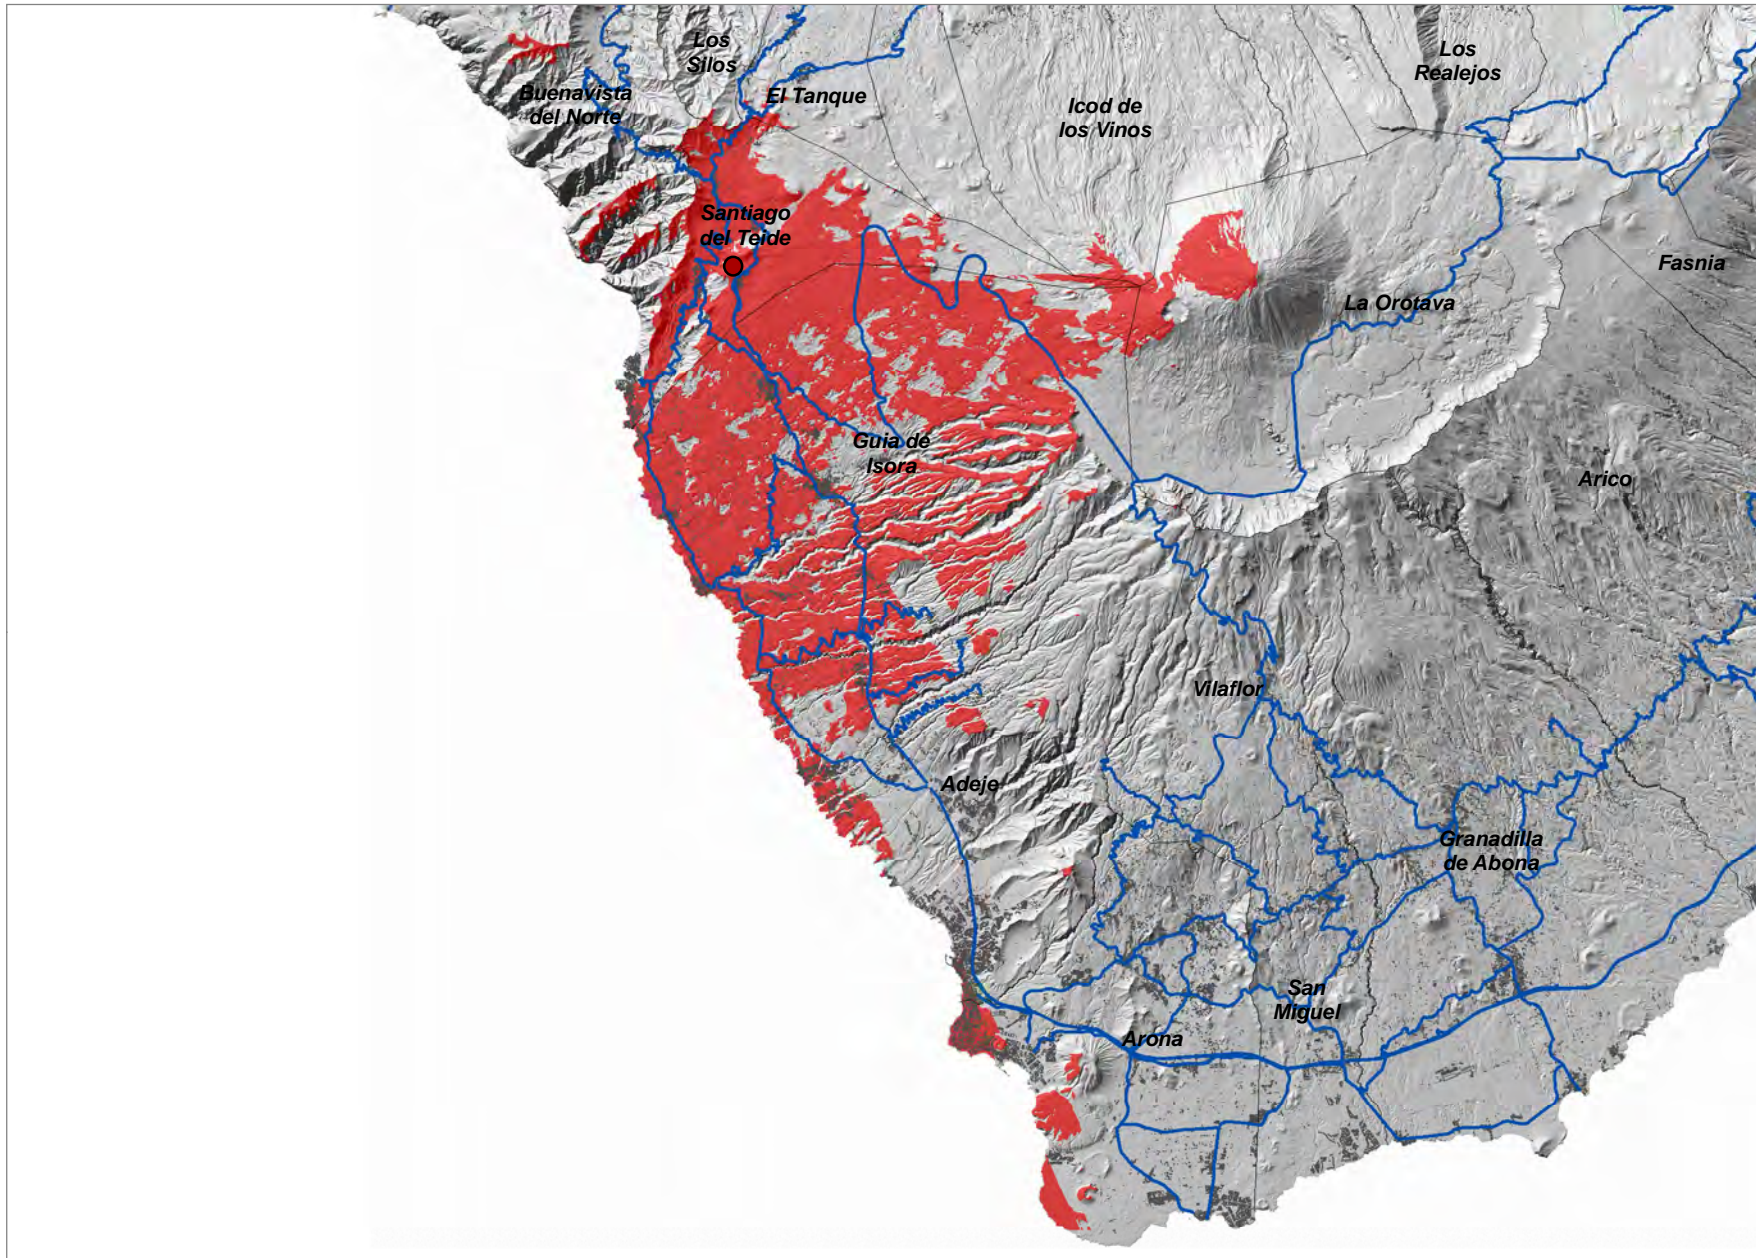 Los
Silos
Los
Realejos
Buenavista
del Norte
El Tanque
Icod de
los Vinos
Santiago
del Teide
Fasnia
La Orotava
Guia de
Isora
Arico
Vilaflor
Adeje
Granadilla
de Abona
San
Miguel
Arona